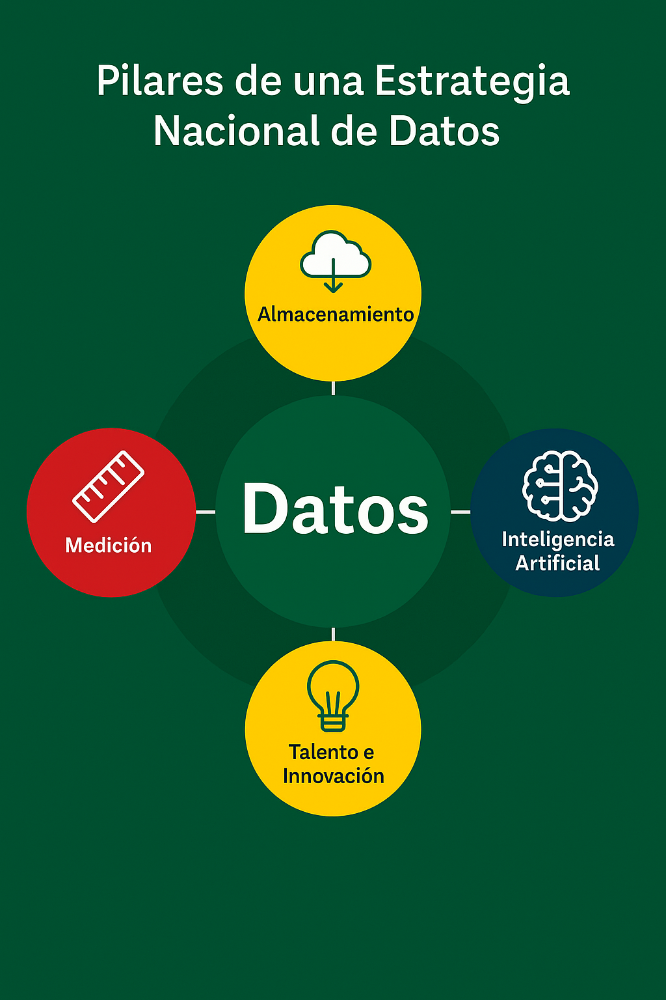 Pilares de una Estrategia
Nacional de Datos
Almacenamiento
Medición
Datos
Inteligencia
Artificial
Talento e
Innovación